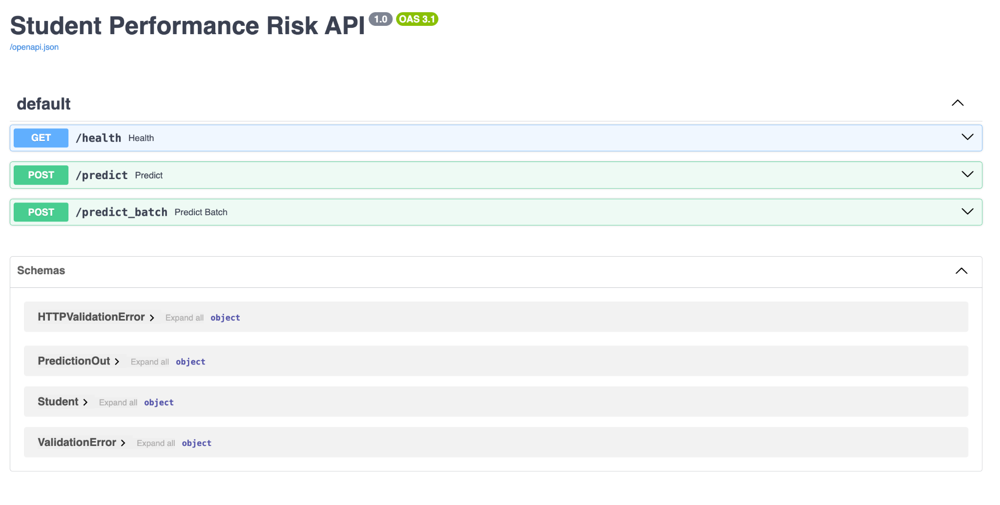 Student Performance Risk API 1.0 OAS 3.1
/openapi.json
default
GET /health Health
POST /predict Predict
POST /predict_batch Predict Batch
Schemas
HTTPValidationError Expand all object
PredictionOut Expand all object
Student Expand all object
ValidationError Expand all object